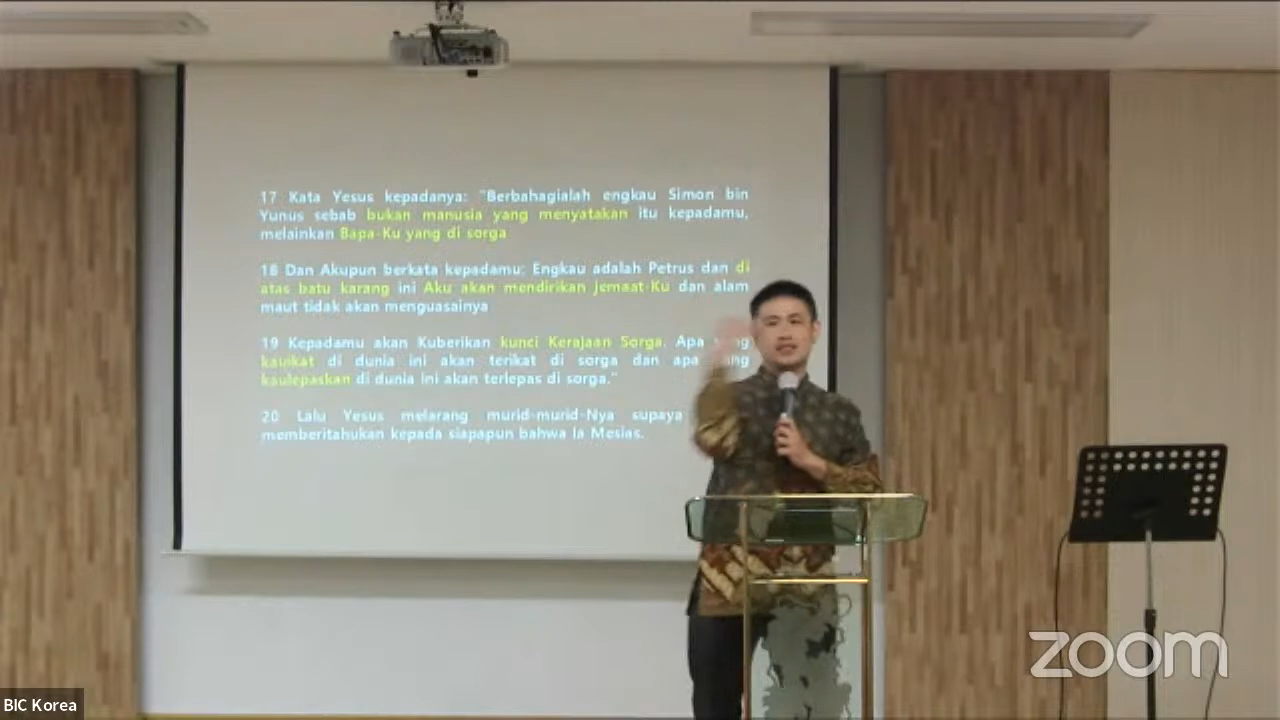 17 Kata Yesus kepadanya: "Berbahagialah engkau Simon bin
Yunus sebab bukan manusia yang menyatakan itu kepadamu,
melainkan Bapa-Ku yang di sorga
18 Dan Akupun berkata kepadamu: Engkau adalah Petrus dan di
atas batu karang ini Aku akan mendirikan jemaat-Ku dan alam
maut tidak akan menguasainya
19 Kepadamu akan Kuberikan kunci Kerajaan Sorga. Apa yang
kauikat di dunia ini akan terikat di sorga dan apa yang
kaulepaskan di dunia ini akan terlepas di sorga."
20 Lalu Yesus melarang murid-murid-Nya supaya
memberitahukan kepada siapapun bahwa Ia Mesias.
zoom
BIC Korea